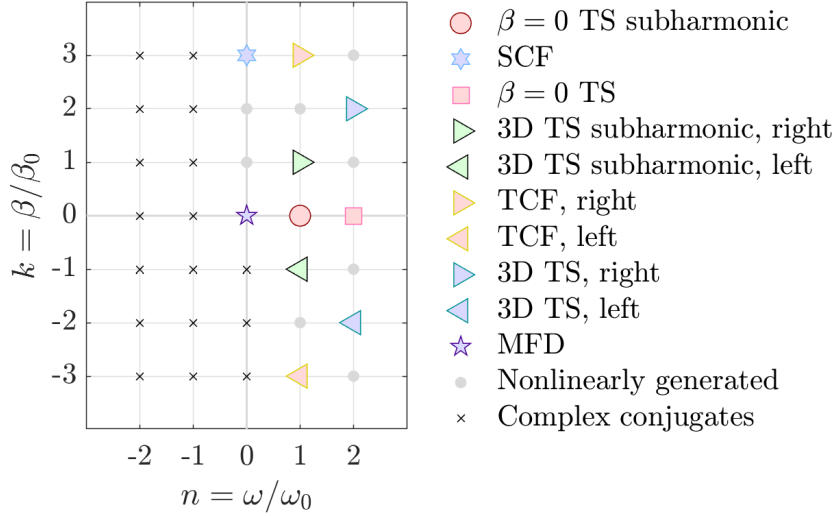 3
2
1
0
-1
-2
-3
k = β/β₀
-2 -1 0 1 2
n = ω/ω₀
β = 0 TS subharmonic
SCF
β = 0 TS
3D TS subharmonic, right
3D TS subharmonic, left
TCF, right
TCF, left
3D TS, right
3D TS, left
MFD
Nonlinearly generated
Complex conjugates